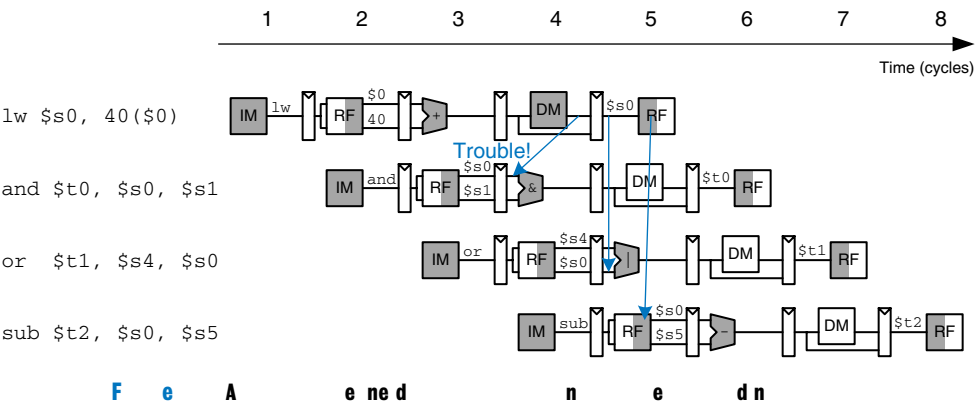 1 2 3 4 5 6 7 8
Time (cycles)
lw $s0, 40($0) IM lw RF $0 40 + DM $s0 RF
Trouble!
and $t0, $s0, $s1 IM and RF $s0 $s1 & DM $t0 RF
or $t1, $s4, $s0 IM or RF $s4 $s0 | DM $t1 RF
sub $t2, $s0, $s5 IM sub RF $s0 $s5 - DM $t2 RF